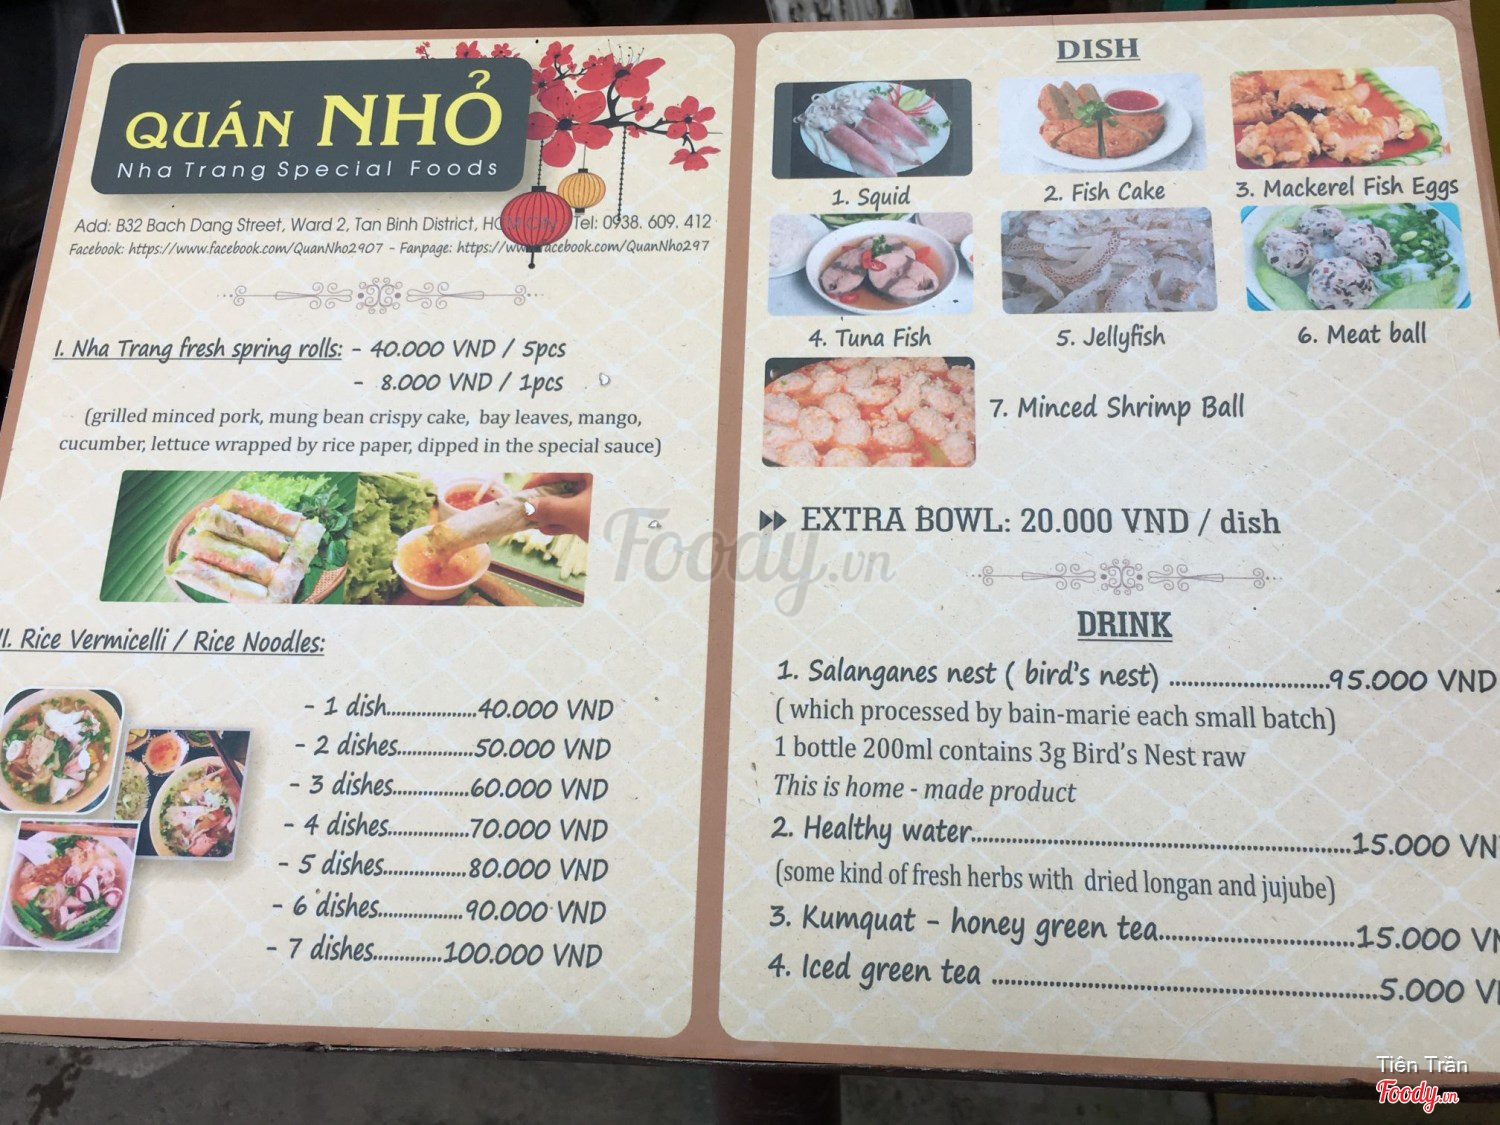 QUÁN NHỎ
Nha Trang Special Foods
Add: B32 Bach Dang Street, Ward 2, Tan Binh District, HCM City Tel: 0938. 609. 412
Facebook: https://www.facebook.com/QuanNho2907 - Fanpage: https://www.facebook.com/QuanNho297
I. Nha Trang fresh spring rolls: - 40.000 VND / 5pcs
- 8.000 VND / 1pcs
(grilled minced pork, mung bean crispy cake, bay leaves, mango,
cucumber, lettuce wrapped by rice paper, dipped in the special sauce)
II. Rice Vermicelli / Rice Noodles:
- 1 dish..................40.000 VND
- 2 dishes...............50.000 VND
- 3 dishes...............60.000 VND
- 4 dishes................70.000 VND
- 5 dishes................80.000 VND
- 6 dishes.................90.000 VND
- 7 dishes.............100.000 VND
DISH
1. Squid
2. Fish Cake
3. Mackerel Fish Eggs
4. Tuna Fish
5. Jellyfish
6. Meat ball
7. Minced Shrimp Ball
EXTRA BOWL: 20.000 VND / dish
DRINK
1. Salanganes nest ( bird's nest) ..........................95.000 VND
( which processed by bain-marie each small batch)
1 bottle 200ml contains 3g Bird's Nest raw
This is home - made product
2. Healthy water..............................................................15.000 VN
(some kind of fresh herbs with dried longan and jujube)
3. Kumquat - honey green tea................................15.000 VN
4. Iced green tea ...............................................................5.000 V
Foody.vn
Tiên Trần
Foody.vn